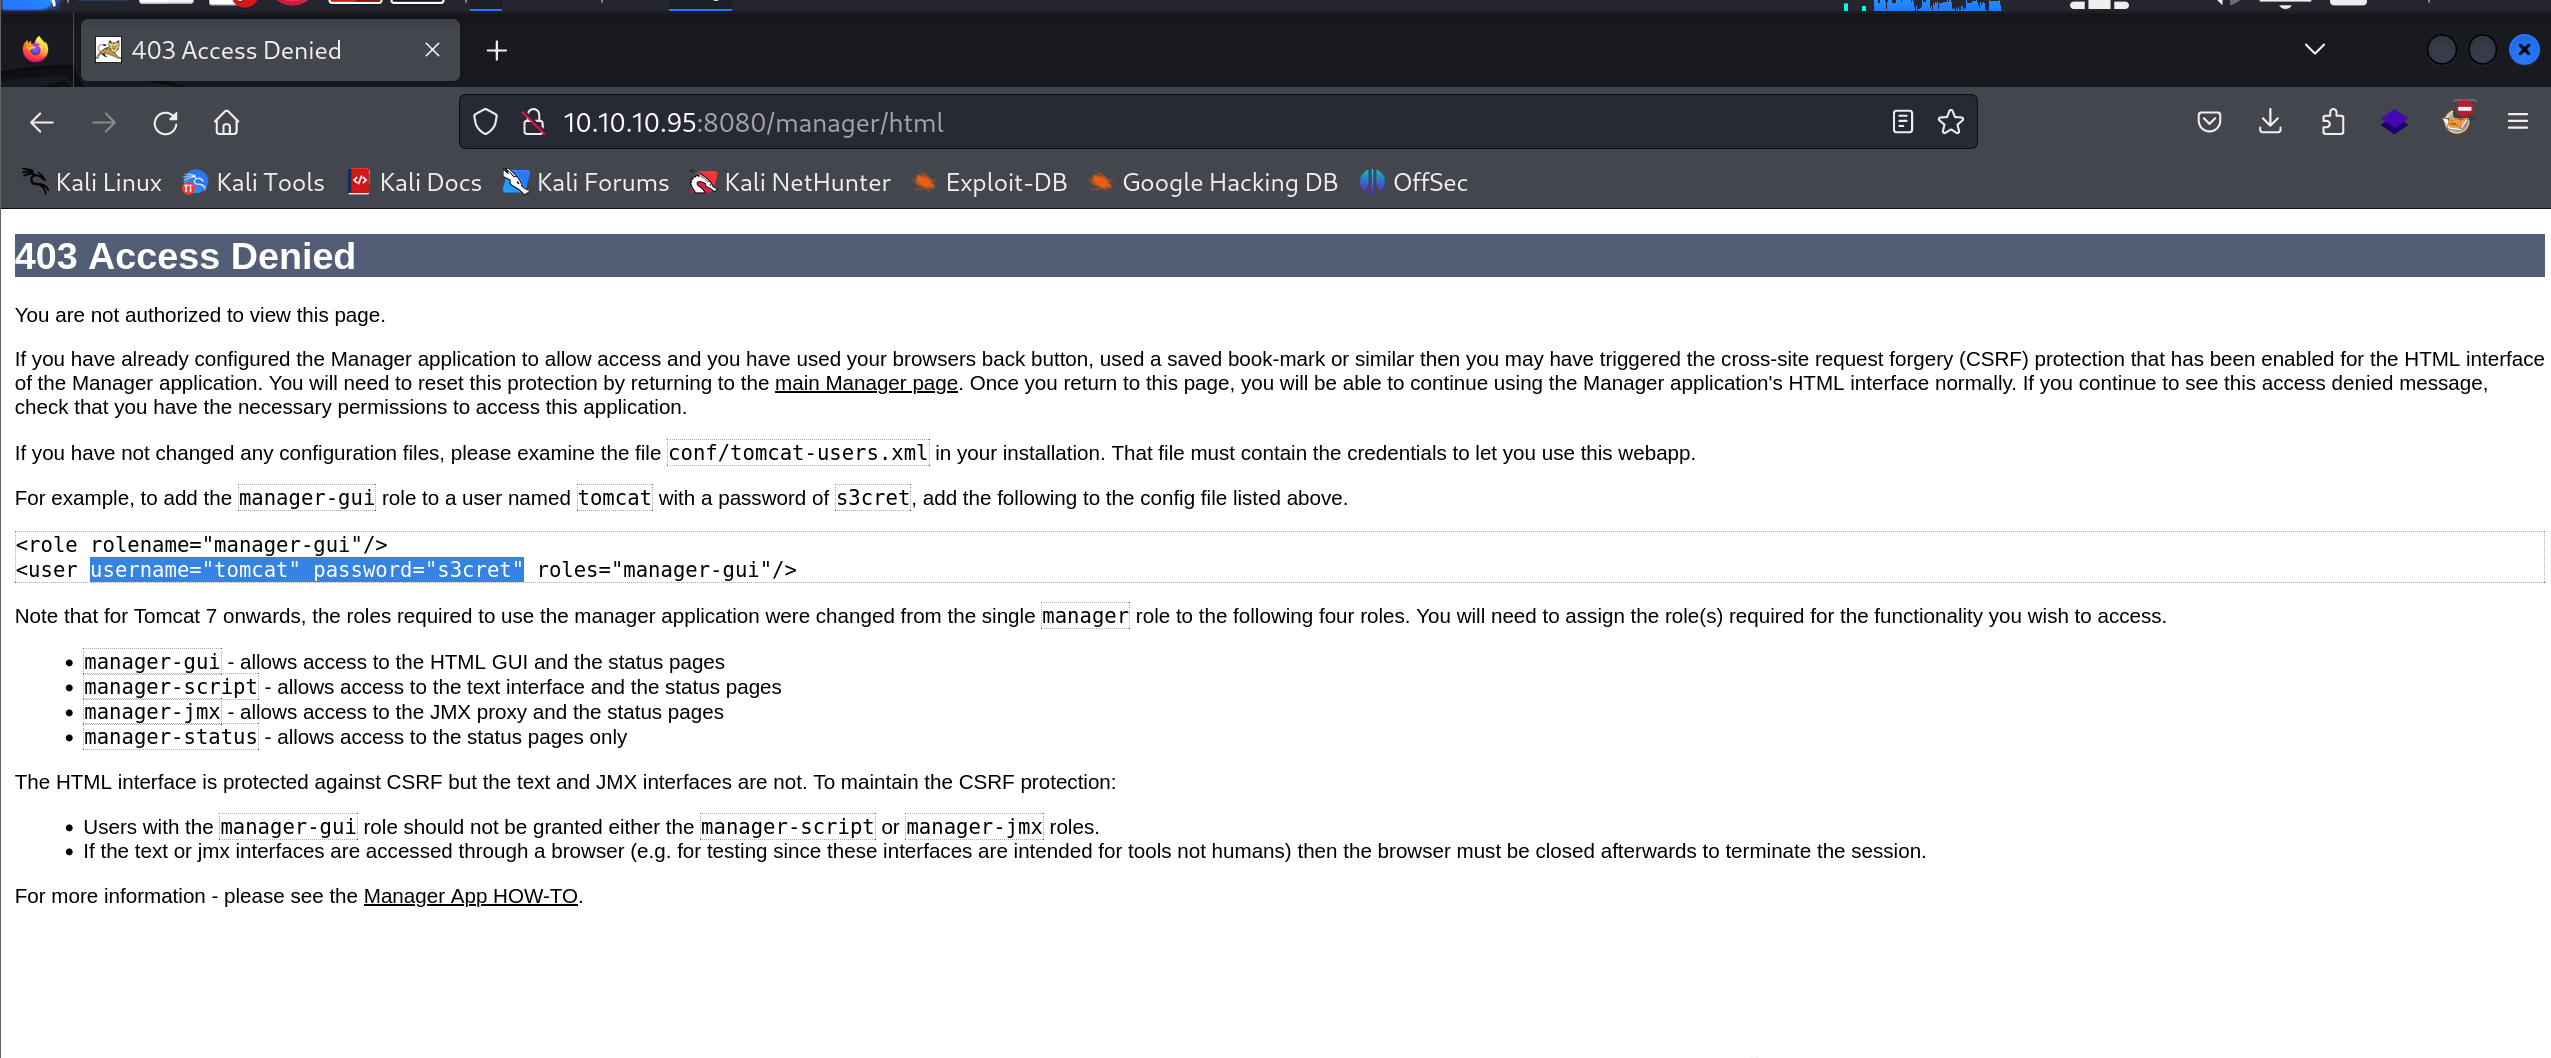 403 Access Denied
10.10.10.95:8080/manager/html
Kali Linux Kali Tools Kali Docs Kali Forums Kali NetHunter Exploit-DB Google Hacking DB OffSec
403 Access Denied
You are not authorized to view this page.
If you have already configured the Manager application to allow access and you have used your browsers back button, used a saved book-mark or similar then you may have triggered the cross-site request forgery (CSRF) protection that has been enabled for the HTML interface
of the Manager application. You will need to reset this protection by returning to the main Manager page. Once you return to this page, you will be able to continue using the Manager application's HTML interface normally. If you continue to see this access denied message,
check that you have the necessary permissions to access this application.
If you have not changed any configuration files, please examine the file conf/tomcat-users.xml in your installation. That file must contain the credentials to let you use this webapp.
For example, to add the manager-gui role to a user named tomcat with a password of s3cret, add the following to the config file listed above.
<role rolename="manager-gui"/>
<user username="tomcat" password="s3cret" roles="manager-gui"/>
Note that for Tomcat 7 onwards, the roles required to use the manager application were changed from the single manager role to the following four roles. You will need to assign the role(s) required for the functionality you wish to access.
• manager-gui - allows access to the HTML GUI and the status pages
• manager-script - allows access to the text interface and the status pages
• manager-jmx - allows access to the JMX proxy and the status pages
• manager-status - allows access to the status pages only
The HTML interface is protected against CSRF but the text and JMX interfaces are not. To maintain the CSRF protection:
• Users with the manager-gui role should not be granted either the manager-script or manager-jmx roles.
• If the text or jmx interfaces are accessed through a browser (e.g. for testing since these interfaces are intended for tools not humans) then the browser must be closed afterwards to terminate the session.
For more information - please see the Manager App HOW-TO.